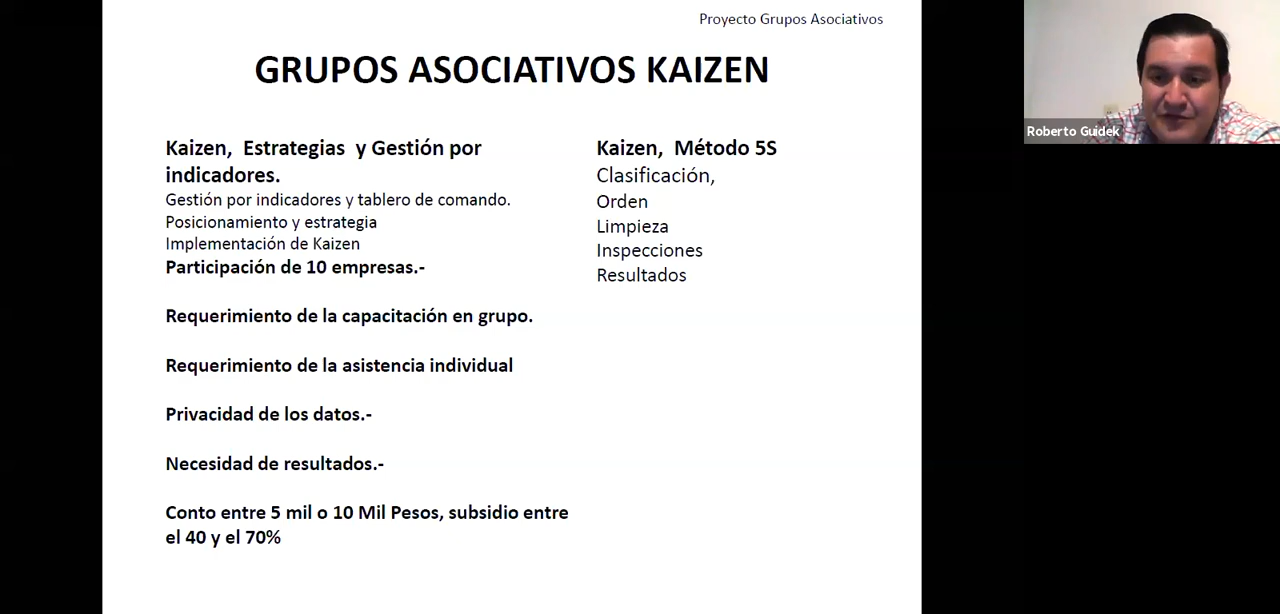 Proyecto Grupos Asociativos
GRUPOS ASOCIATIVOS KAIZEN
Kaizen, Estrategias y Gestión por
indicadores.
Gestión por indicadores y tablero de comando.
Posicionamiento y estrategia
Implementación de Kaizen
Participación de 10 empresas.-
Requerimiento de la capacitación en grupo.
Requerimiento de la asistencia individual
Privacidad de los datos.-
Necesidad de resultados.-
Conto entre 5 mil o 10 Mil Pesos, subsidio entre
el 40 y el 70%
Kaizen, Método 5S
Clasificación,
Orden
Limpieza
Inspecciones
Resultados
Roberto Guidek